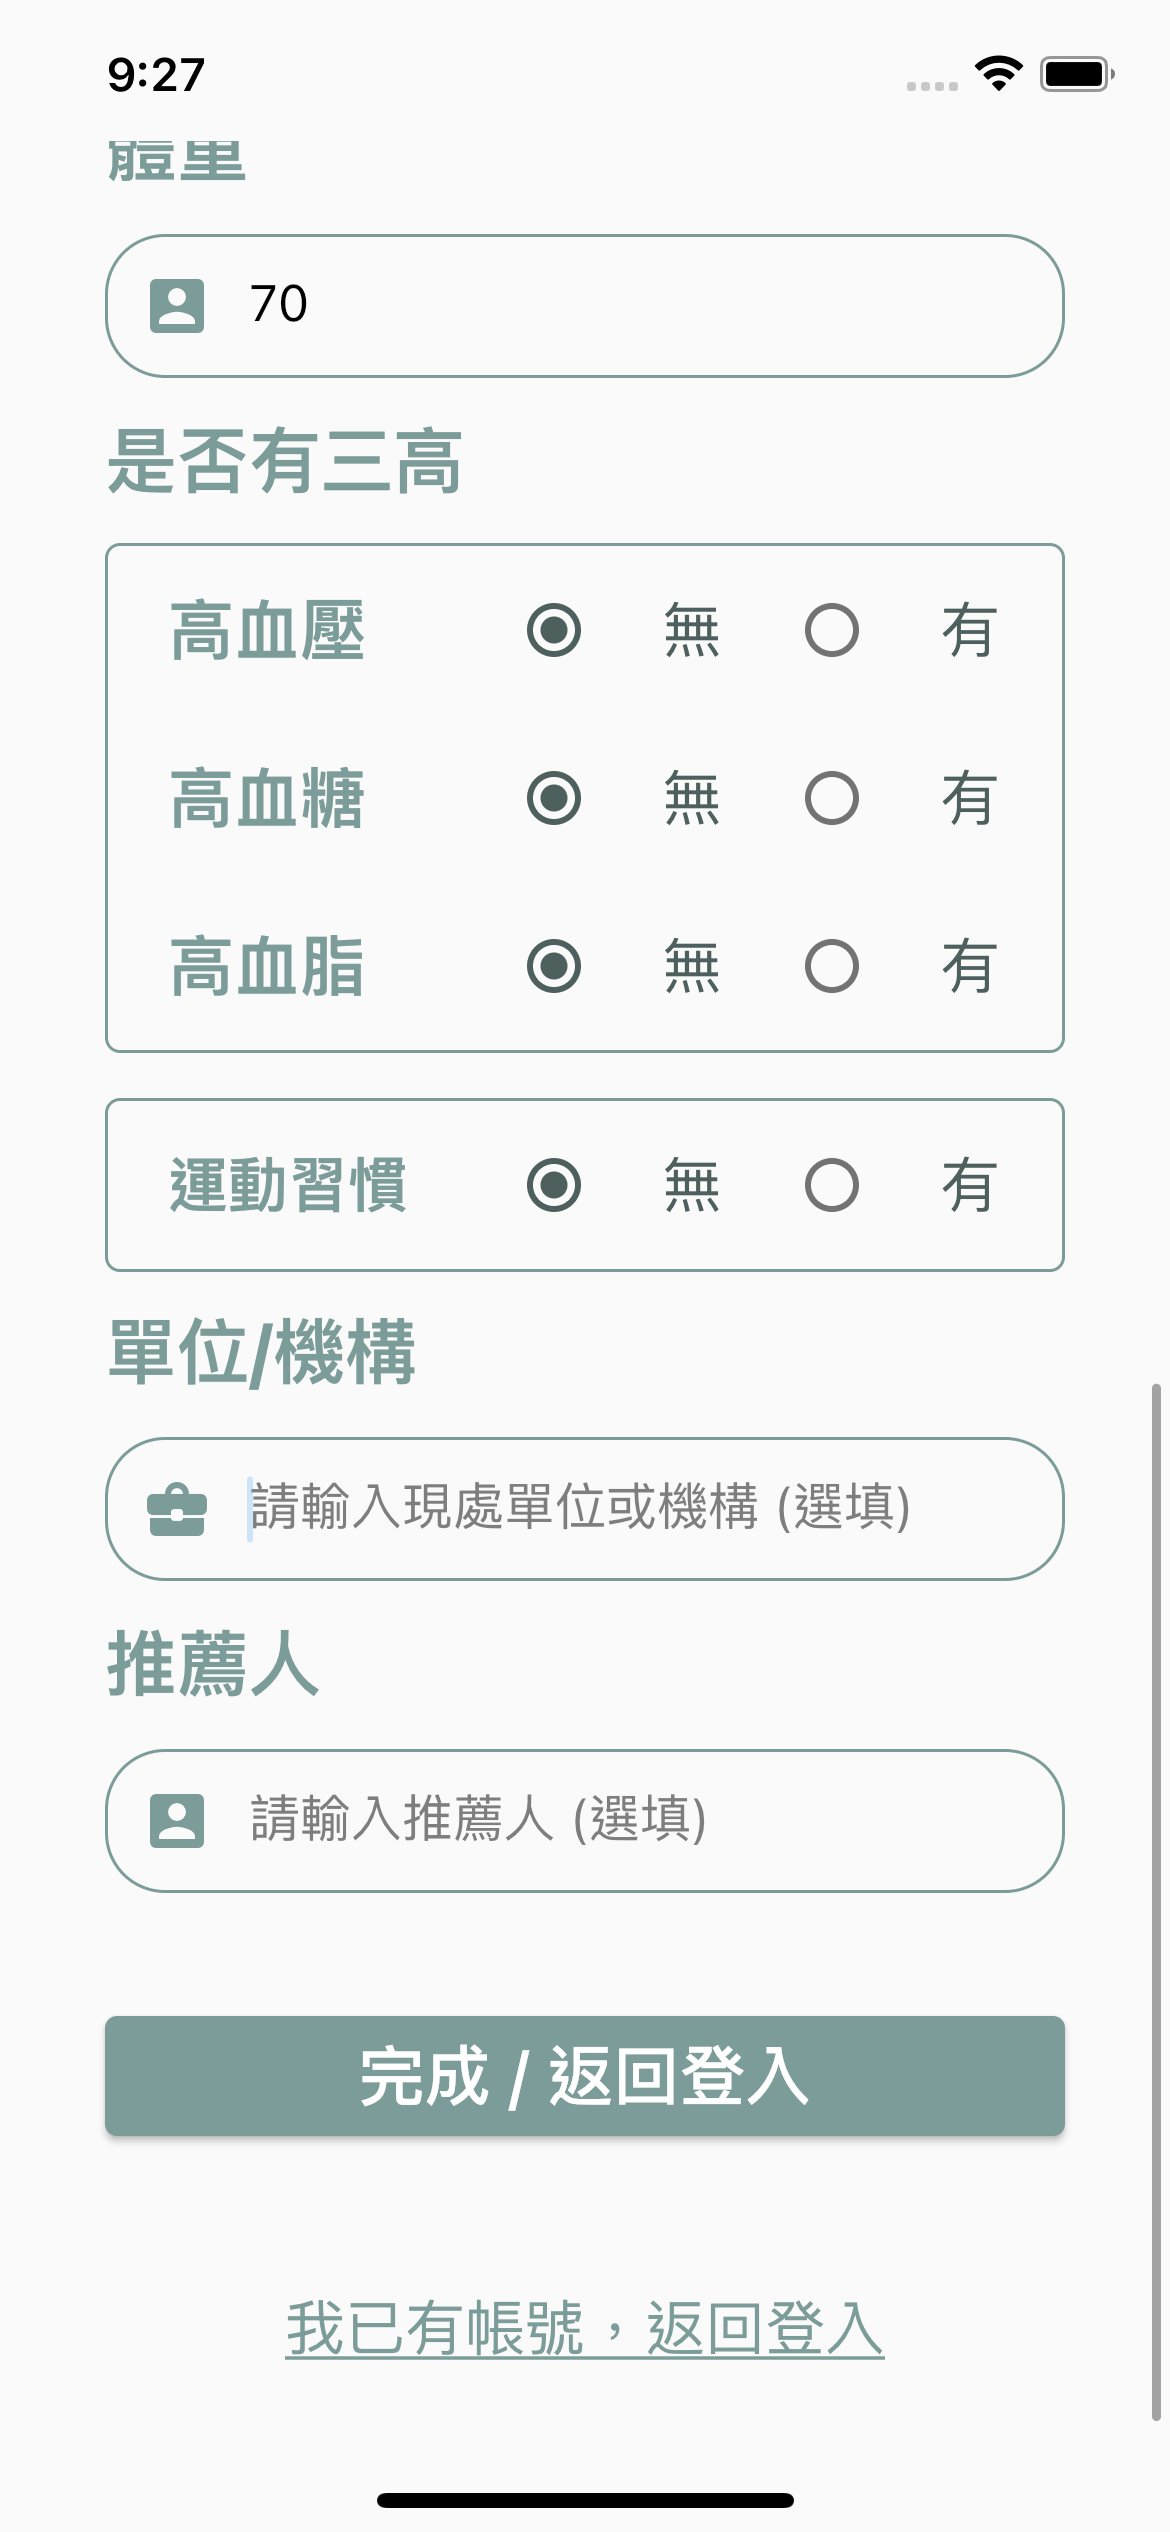 9:27
體重
70
是否有三高
高血壓 無 有
高血糖 無 有
高血脂 無 有
運動習慣 無 有
單位/機構
請輸入現處單位或機構 (選填)
推薦人
請輸入推薦人 (選填)
完成 / 返回登入
我已有帳號，返回登入